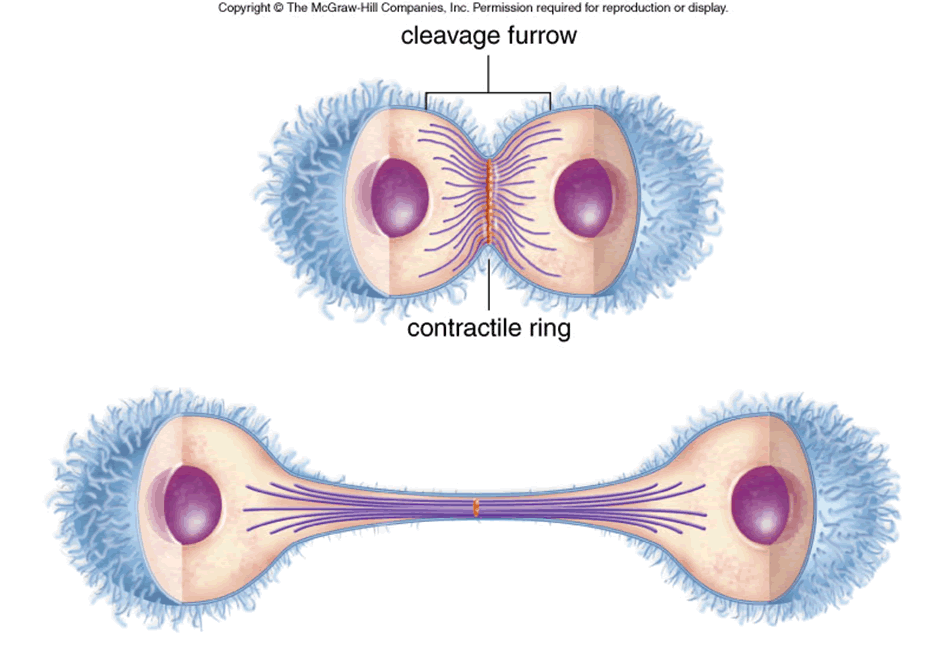 Copyright © The McGraw-Hill Companies, Inc. Permission required for reproduction or display.
cleavage furrow
contractile ring